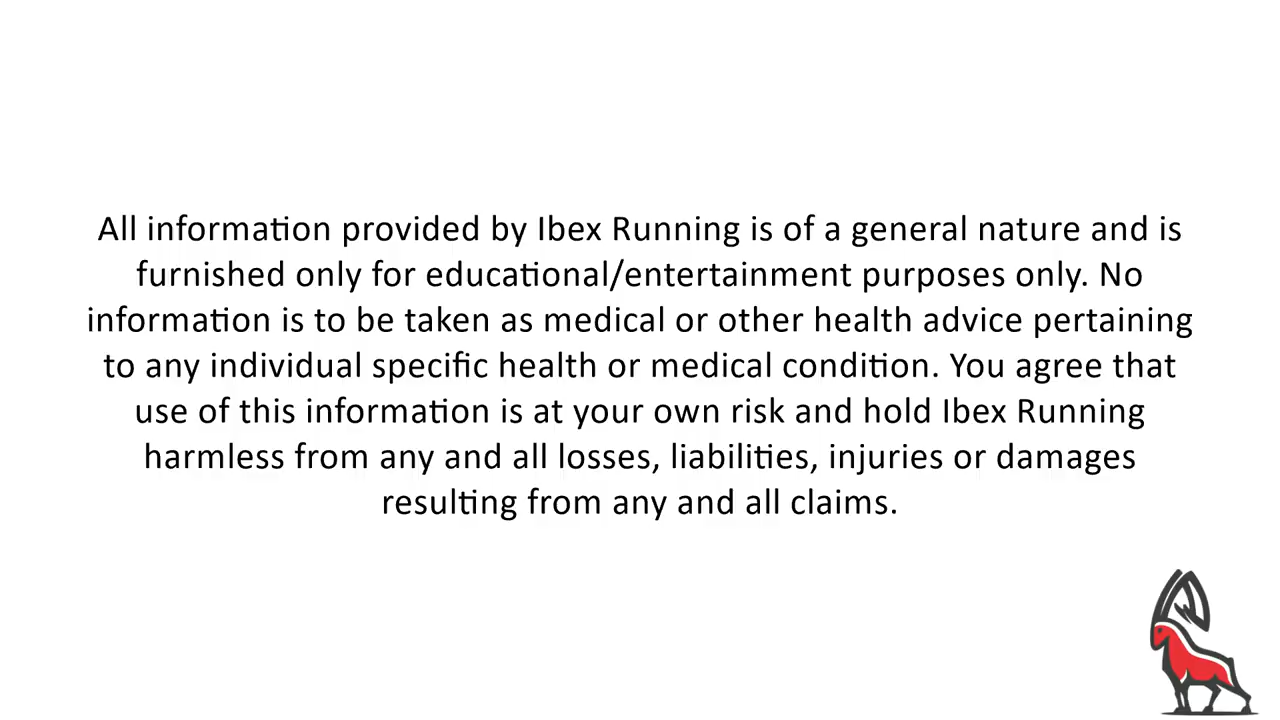 All information provided by Ibex Running is of a general nature and is
furnished only for educational/entertainment purposes only. No
information is to be taken as medical or other health advice pertaining
to any individual specific health or medical condition. You agree that
use of this information is at your own risk and hold Ibex Running
harmless from any and all losses, liabilities, injuries or damages
resulting from any and all claims.